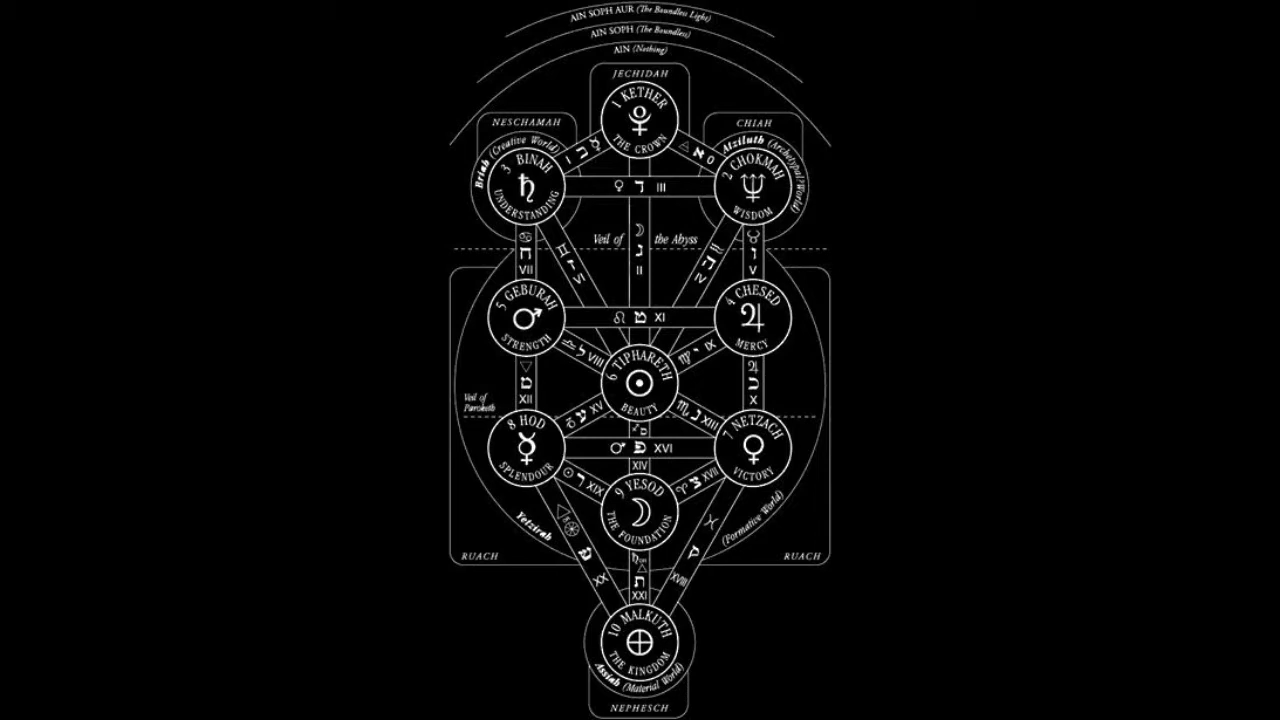 AIN SOPH AUR (The Boundless Light)
AIN SOPH (The Boundless)
AIN (Nothing)
JECHIDAH
1 KETHER
THE CROWN
NESCHAMAH
CHIAH
Briah (Creative World)
Atziluth (Archetypal World)
3 BINAH
UNDERSTANDING
2 CHOKMAH
WISDOM
ב I
א 0
ד III
Veil of the Abyss
ג II
ח VII
ז VI
ה IV
ו V
5 GEBURAH
STRENGTH
4 CHESED
MERCY
ט XI
ל VIII
י IX
6 TIPHARETH
BEAUTY
מ XII
כ X
Veil of
Paroketh
ע XV
נ XIII
ס
8 HOD
SPLENDOUR
7 NETZACH
VICTORY
פ XVI
XIV
ר XIX
XVII
9 YESOD
THE FOUNDATION
Yetzirah
(Formative World)
RUACH
RUACH
XX
ק XVIII
ת
XXI
10 MALKUTH
THE KINGDOM
Assiah (Material World)
NEPHESCH